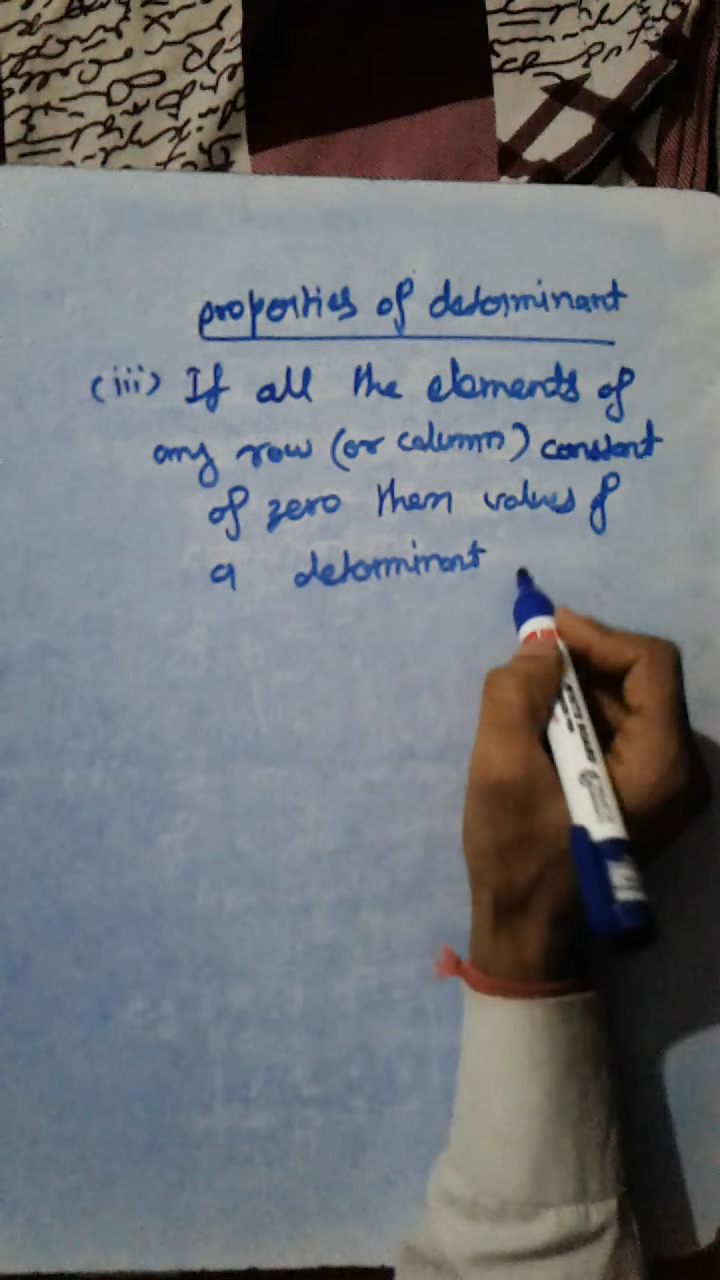 properties of determinant
(iii) If all the elements of
any row (or column) constant
of zero then values of
a determinant